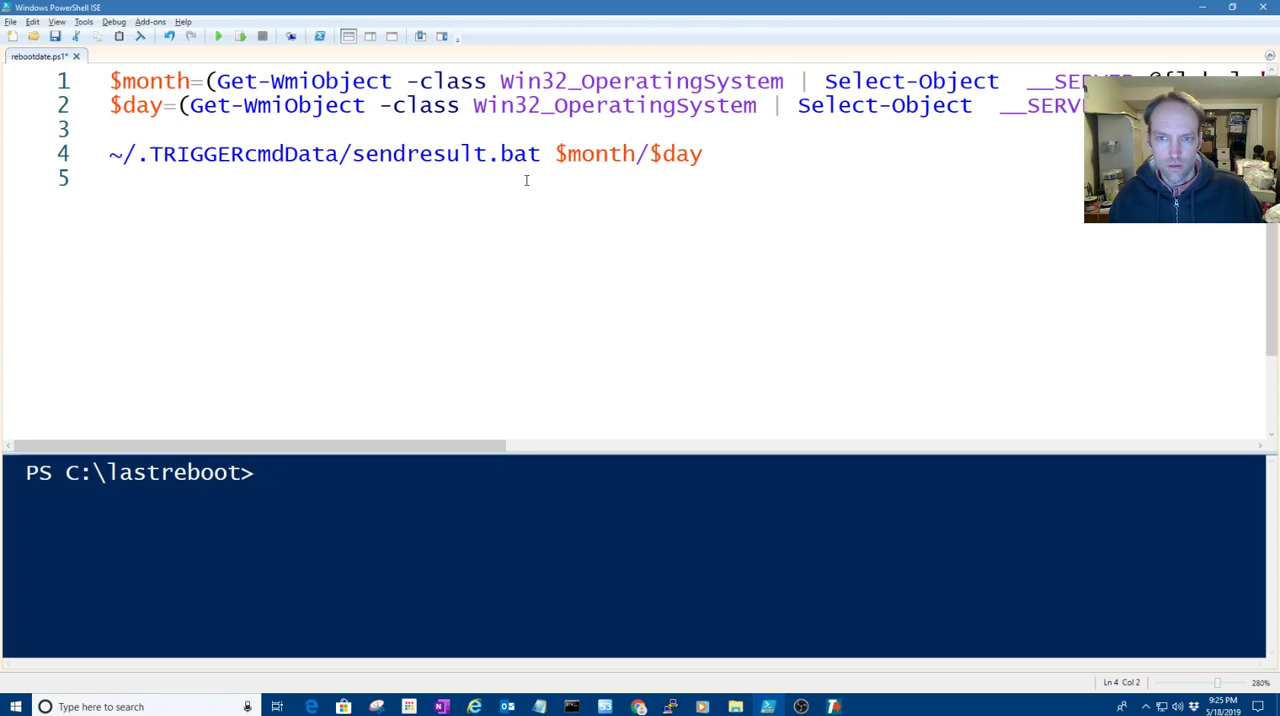 Windows PowerShell ISE
File Edit View Tools Debug Add-ons Help
rebootdate.ps1*
1 $month=(Get-WmiObject -class Win32_OperatingSystem | Select-Object
2 $day=(Get-WmiObject -class Win32_OperatingSystem | Select-Object __SERV
3
4 ~/.TRIGGERcmdData/sendresult.bat $month/$day
5
PS C:\lastreboot>
Ln 4 Col 2 280%
Type here to search
9:25 PM
5/18/2019